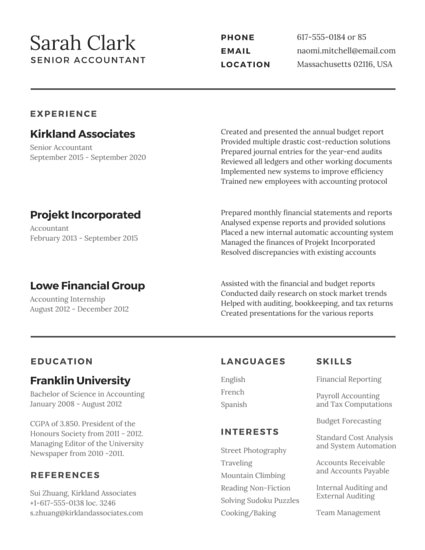 Sarah Clark
SENIOR ACCOUNTANT
PHONE 617-555-0184 or 85
EMAIL naomi.mitchell@email.com
LOCATION Massachusetts 02116, USA
EXPERIENCE
Kirkland Associates
Senior Accountant
September 2015 - September 2020
Created and presented the annual budget report
Provided multiple drastic cost-reduction solutions
Prepared journal entries for the year-end audits
Reviewed all ledgers and other working documents
Implemented new systems to improve efficiency
Trained new employees with accounting protocol
Projekt Incorporated
Accountant
February 2013 - September 2015
Prepared monthly financial statements and reports
Analysed expense reports and provided solutions
Placed a new internal automatic accounting system
Managed the finances of Projekt Incorporated
Resolved discrepancies with existing accounts
Lowe Financial Group
Accounting Internship
August 2012 - December 2012
Assisted with the financial and budget reports
Conducted daily research on stock market trends
Helped with auditing, bookkeeping, and tax returns
Created presentations for the various reports
EDUCATION
Franklin University
Bachelor of Science in Accounting
January 2008 - August 2012
CGPA of 3.850. President of the
Honours Society from 2011 - 2012.
Managing Editor of the University
Newspaper from 2010 -2011.
REFERENCES
Sui Zhuang, Kirkland Associates
+1-617-555-0138 loc. 3246
s.zhuang@kirklandassociates.com
LANGUAGES
English
French
Spanish
INTERESTS
Street Photography
Traveling
Mountain Climbing
Reading Non-Fiction
Solving Sudoku Puzzles
Cooking/Baking
SKILLS
Financial Reporting
Payroll Accounting
and Tax Computations
Budget Forecasting
Standard Cost Analysis
and System Automation
Accounts Receivable
and Accounts Payable
Internal Auditing and
External Auditing
Team Management